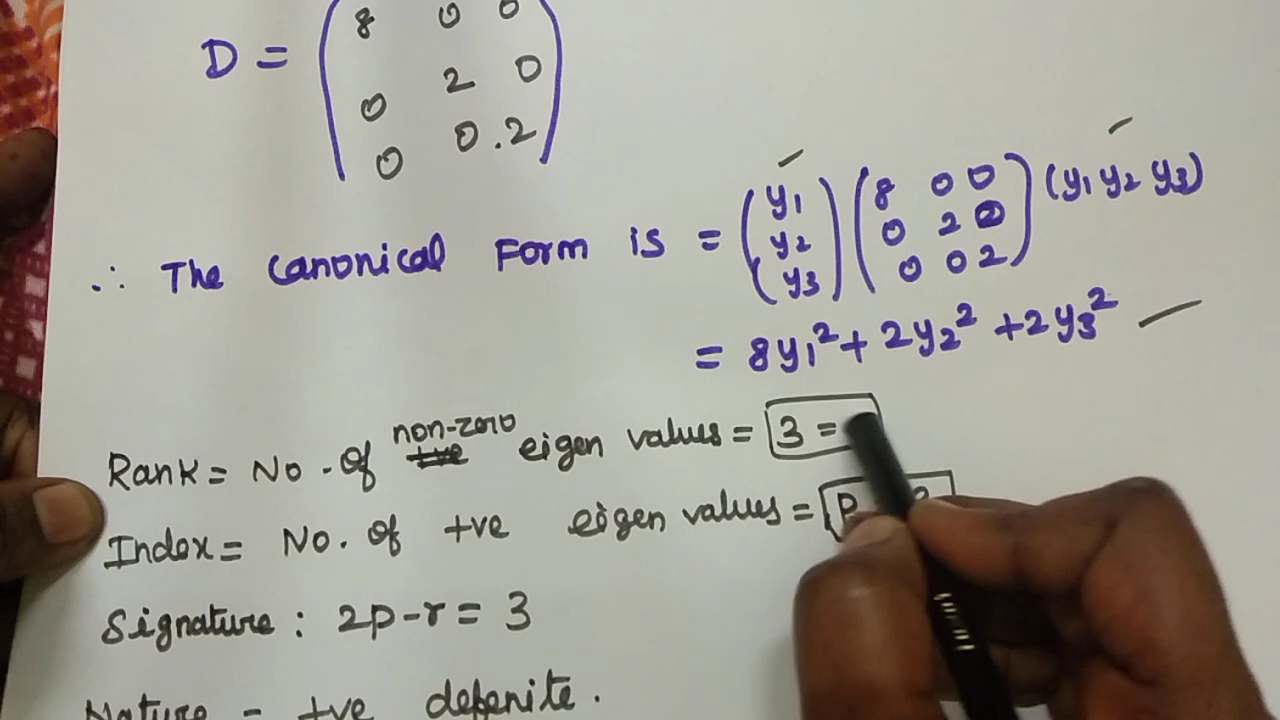 8 0 0
D = 0 2 0
0 0.2
y1 8 0 0 (y1 y2 y3)
∴ The Canonical Form is = y2 0 2 0
y3 0 0 2
= 8y1² + 2y2² + 2y3²
non-zero
Rank = No. of +ve eigen values = 3 =
Index = No. of +ve eigen values = P
Signature : 2p-r = 3
Nature - +ve defenite.